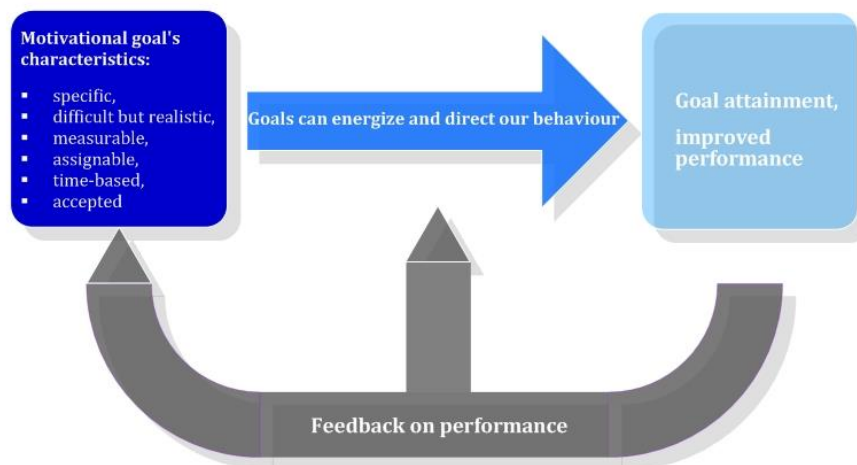 Motivational goal's
characteristics:
▪ specific,
▪ difficult but realistic,
▪ measurable,
▪ assignable,
▪ time-based,
▪ accepted
Goals can energize and direct our behaviour
Goal attainment,
improved
performance
Feedback on performance